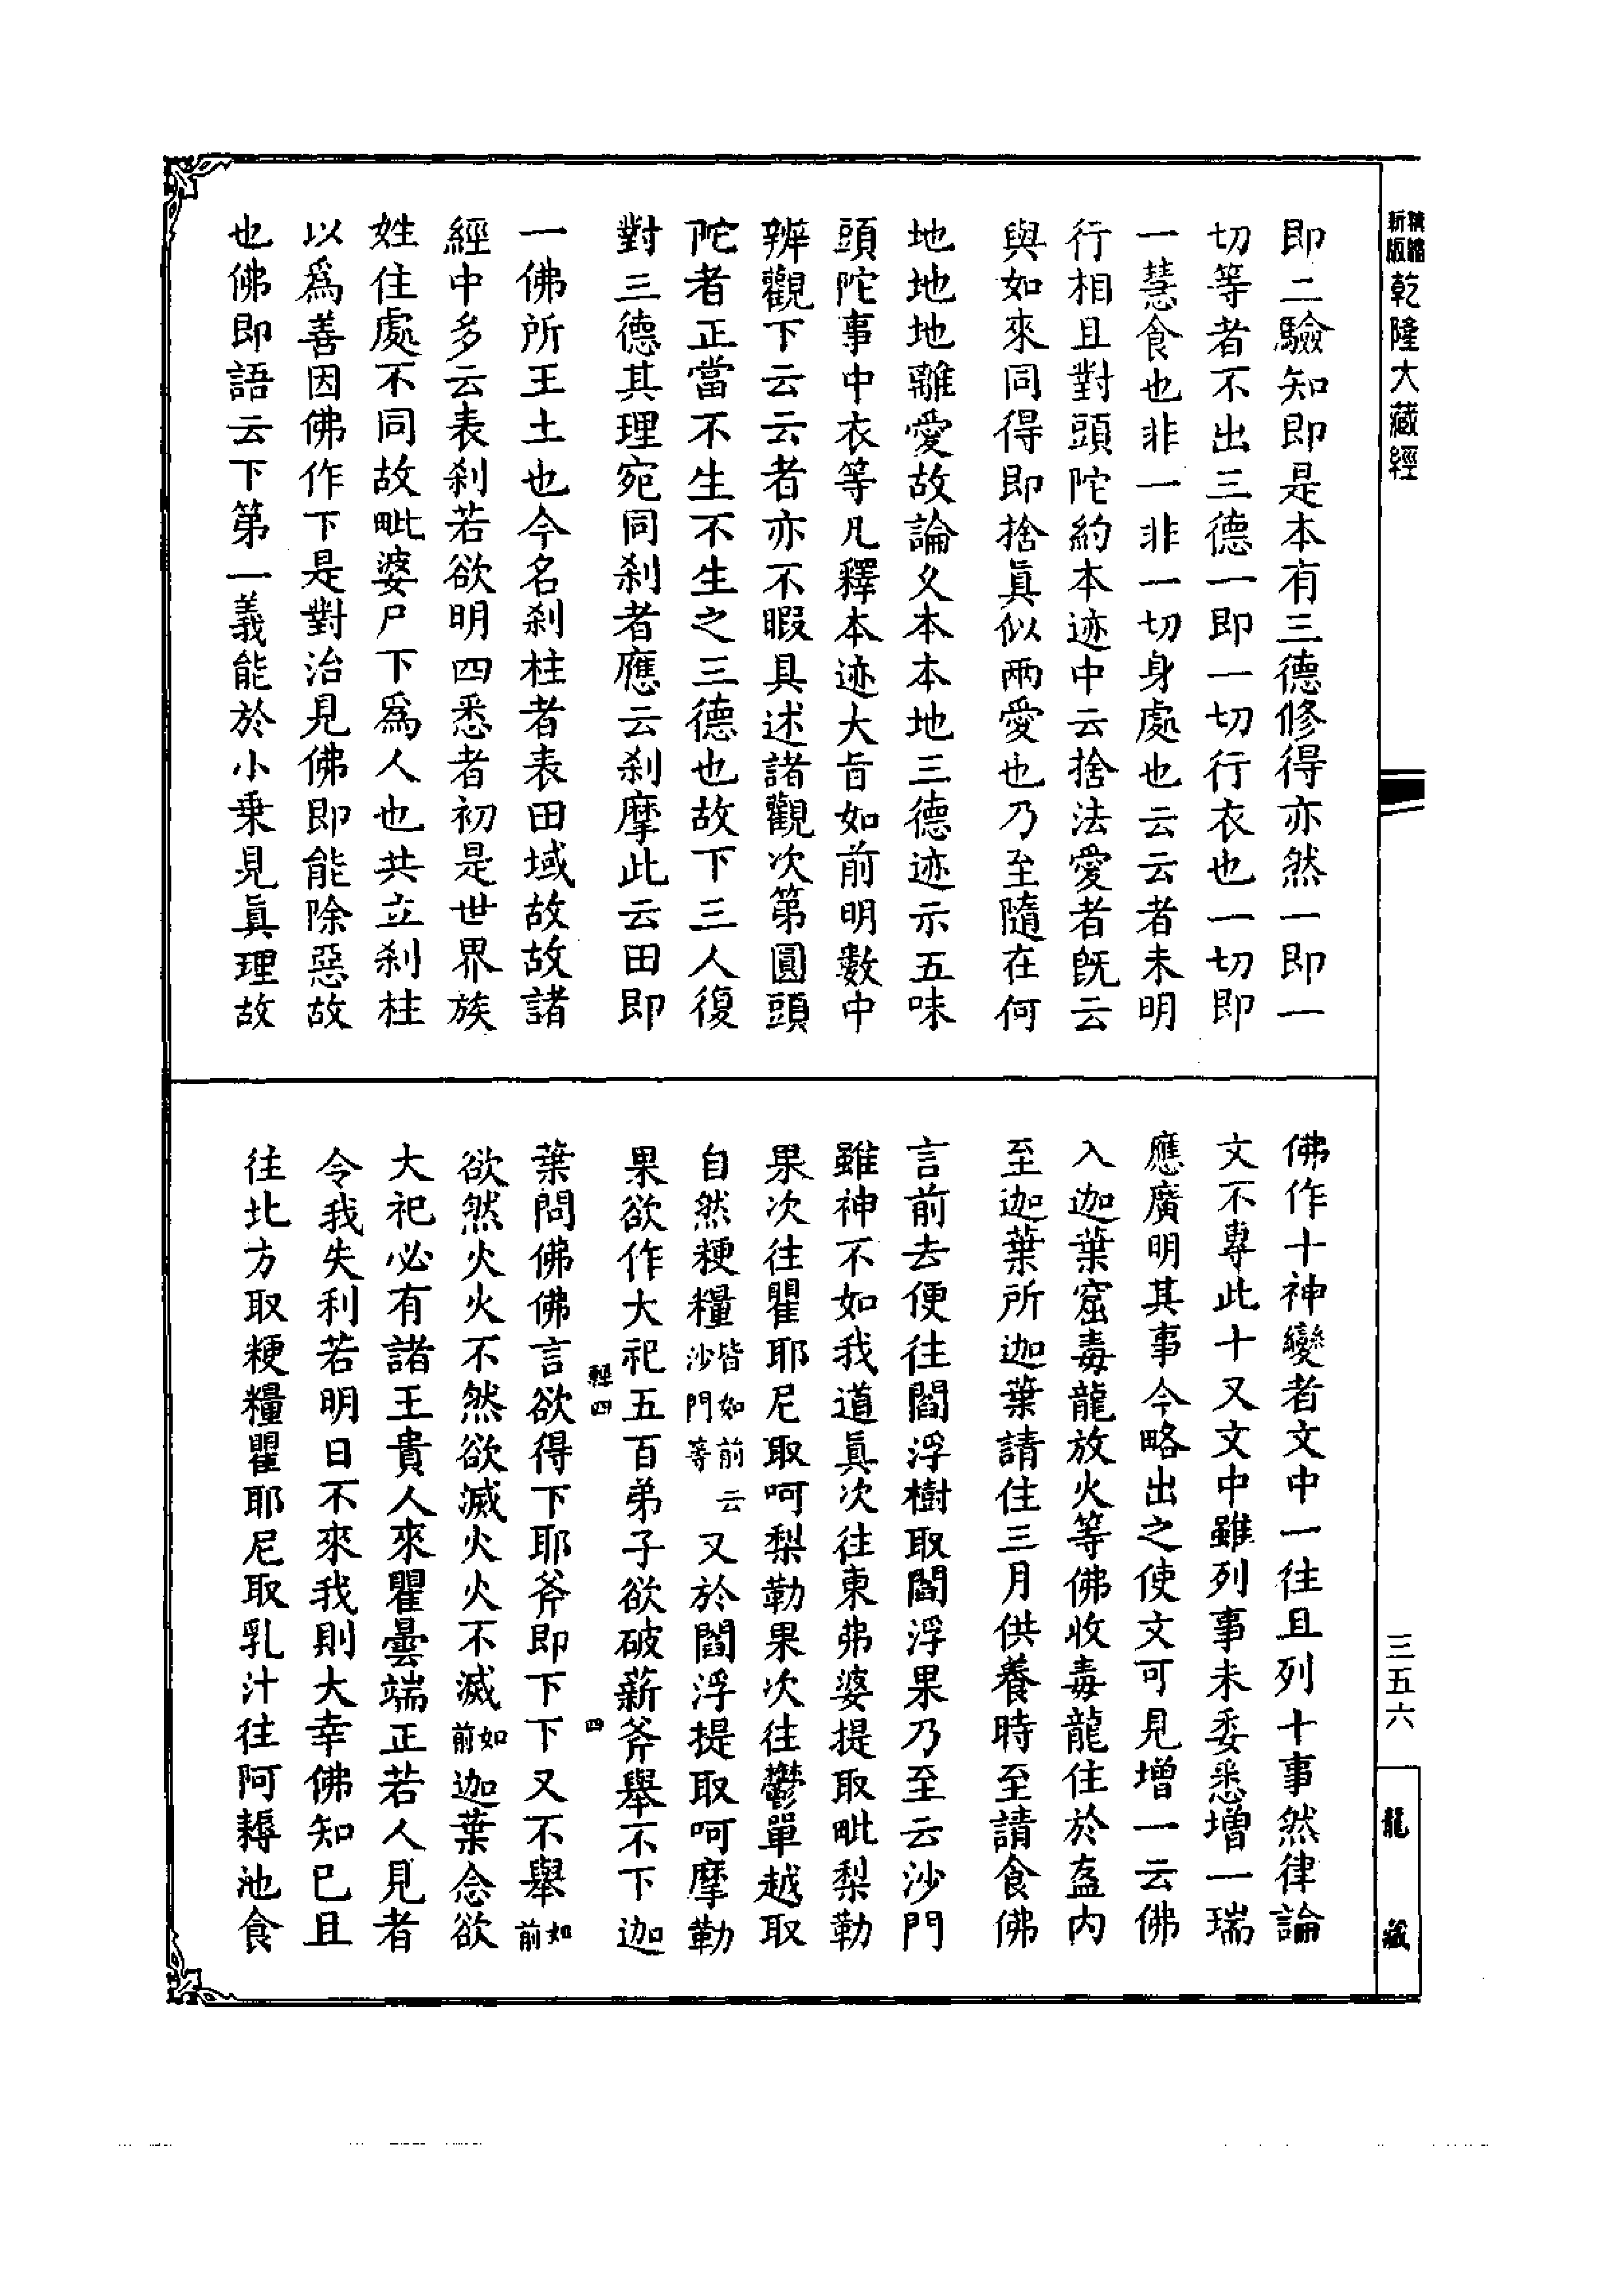 精縮新版乾隆大藏經
即二驗知即是本有三德修得亦然一即一
切等者不出三德一即一切行衣也一切即
一慧食也非一非一切身處也云云者未明
行相且對頭陀約本迹中云捨法愛者旣云
與如來同得即捨眞似兩愛也乃至隨在何
地地地離愛故論久本本地三德迹示五味
頭陀事中衣等凡釋本迹大旨如前明數中
辨觀下云云者亦不暇具述諸觀次第圓頭
陀者正當不生不生之三德也故下三人復
對三德其理宛同剎者應云剎摩此云田即
一佛所王土也今名剎柱者表田域故故諸
經中多云表剎若欲明四悉者初是世界族
姓住處不同故毗婆尸下爲人也共立剎柱
以爲善因佛作下是對治見佛即能除惡故
也佛即語云下第一義能於小乗見眞理故
佛作十神變者文中一往且列十事然律論
文不專此十又文中雖列事未委悉增一瑞
應廣明其事今略出之使文可見增一云佛
入迦葉窟毒龍放火等佛收毒龍住於盋内
至迦葉所迦葉請住三月供養時至請食佛
言前去便往閻浮樹取閻浮果乃至云沙門
雖神不如我道眞次往東弗婆提取毗梨勒
果次往瞿耶尼取呵梨勒果次往鬱單越取
自然粳糧皆如前云沙門等又於閻浮提取呵摩勒
果欲作大祀五百弟子欲破薪斧舉不下迦
葉問佛佛言欲得下耶斧即下下又不舉如前
欲然火火不然欲滅火火不滅如前迦葉念欲
大祀必有諸王貴人來瞿曇端正若人見者
令我失利若明日不來我則大幸佛知已且
往北方取粳糧瞿耶尼取乳汁往阿耨池食
四
四
三五六
龍藏